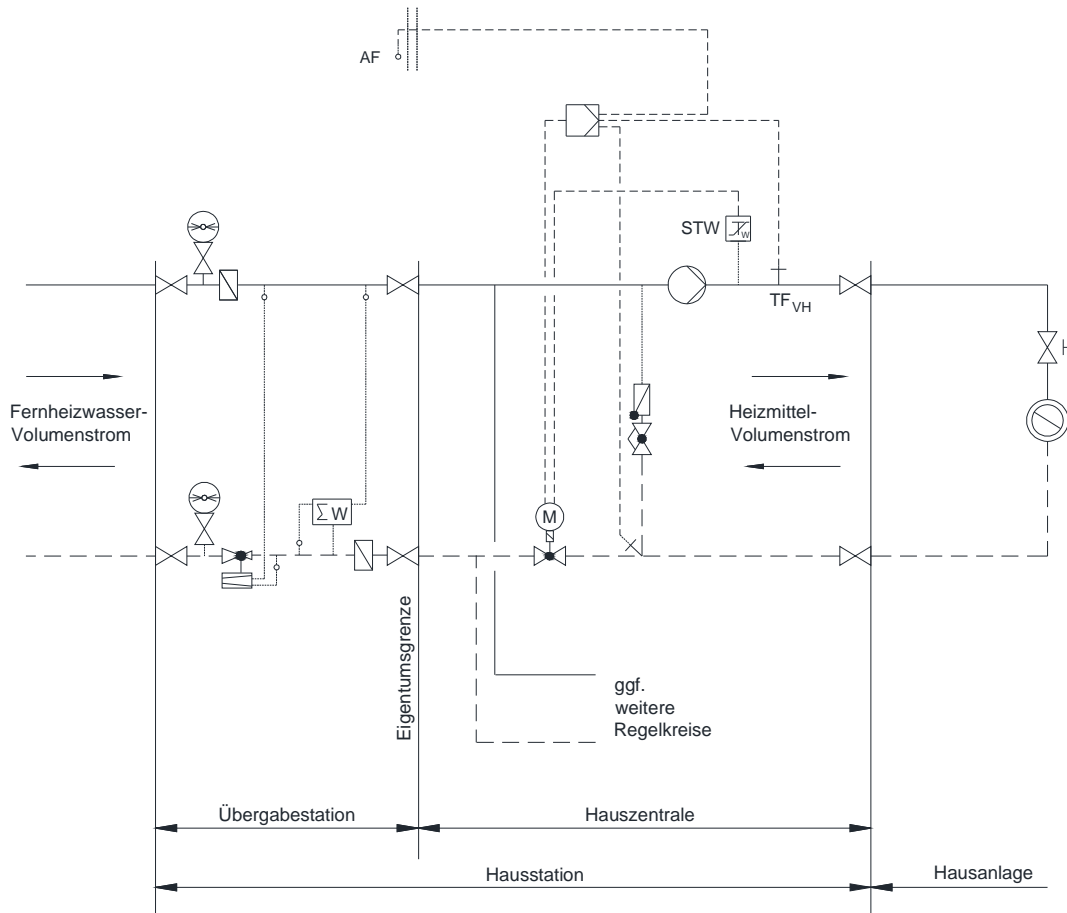 AF
STW
W
TF VH
Fernheizwasser-
Volumenstrom
Heizmittel-
Volumenstrom
Σ W
M
Eigentumsgrenze
ggf.
weitere
Regelkreise
Übergabestation
Hauszentrale
Hausstation
Hausanlage